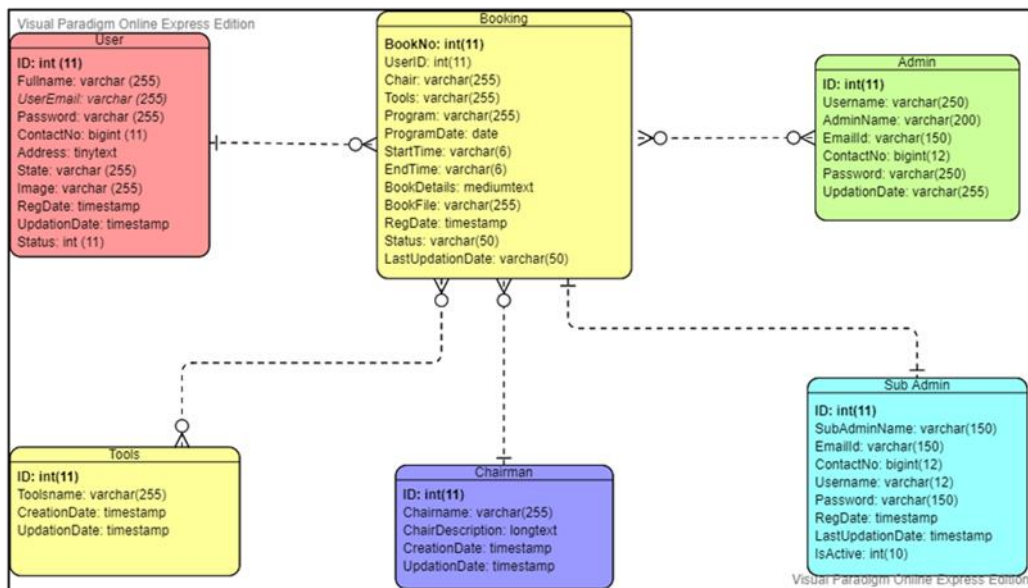 Visual Paradigm Online Express Edition
User
ID: int (11)
Fullname: varchar (255)
UserEmail: varchar (255)
Password: varchar (255)
ContactNo: bigint (11)
Address: tinytext
State: varchar (255)
Image: varchar (255)
RegDate: timestamp
UpdationDate: timestamp
Status: int (11)
Booking
BookNo: int(11)
UserID: int(11)
Chair: varchar(255)
Tools: varchar(255)
Program: varchar(255)
ProgramDate: date
StartTime: varchar(6)
EndTime: varchar(6)
BookDetails: mediumtext
BookFile: varchar(255)
RegDate: timestamp
Status: varchar(50)
LastUpdationDate: varchar(50)
Admin
ID: int(11)
Username: varchar(250)
AdminName: varchar(200)
EmailId: varchar(150)
ContactNo: bigint(12)
Password: varchar(250)
UpdationDate: varchar(255)
Tools
ID: int(11)
Toolsname: varchar(255)
CreationDate: timestamp
UpdationDate: timestamp
Chairman
ID: int(11)
Chairname: varchar(255)
ChairDescription: longtext
CreationDate: timestamp
UpdationDate: timestamp
Sub Admin
ID: int(11)
SubAdminName: varchar(150)
EmailId: varchar(150)
ContactNo: bigint(12)
Username: varchar(12)
Password: varchar(150)
RegDate: timestamp
LastUpdationDate: timestamp
IsActive: int(10)
Visual Paradigm Online Express Edition